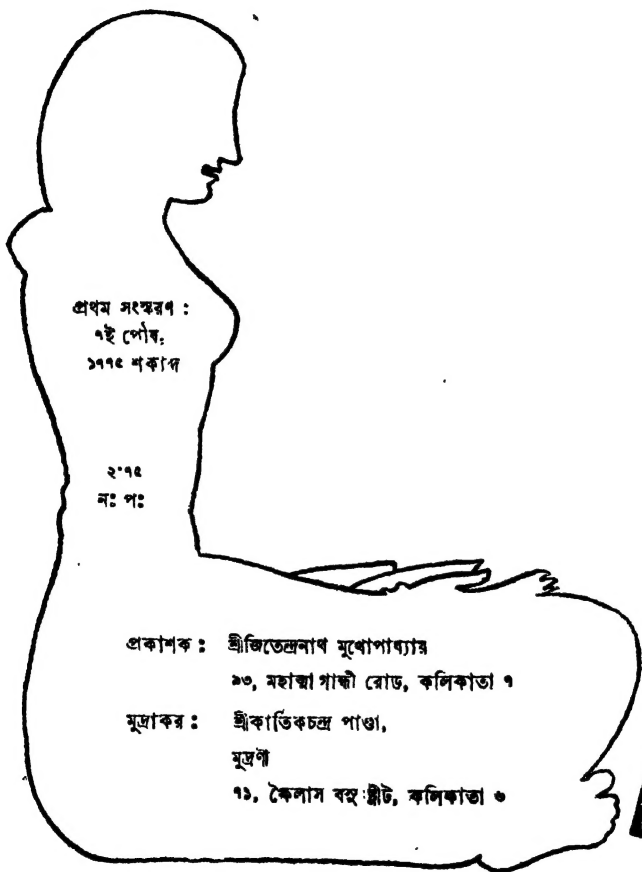 প্রথম সংস্করণ :
৭ই পৌষ,
১৭৭৫ শকাব্দ
২·৭৫
নঃ পঃ
প্রকাশক : শ্রীজিতেন্দ্রনাথ মুখোপাধ্যায়
৯৩, মহাত্মা গান্ধী রোড, কলিকাতা ৭
মুদ্রাকর : শ্রীকার্তিকচন্দ্র পাণ্ডা,
মুদ্রণী
৭১, কৈলাস বসু স্ট্রীট, কলিকাতা ৬